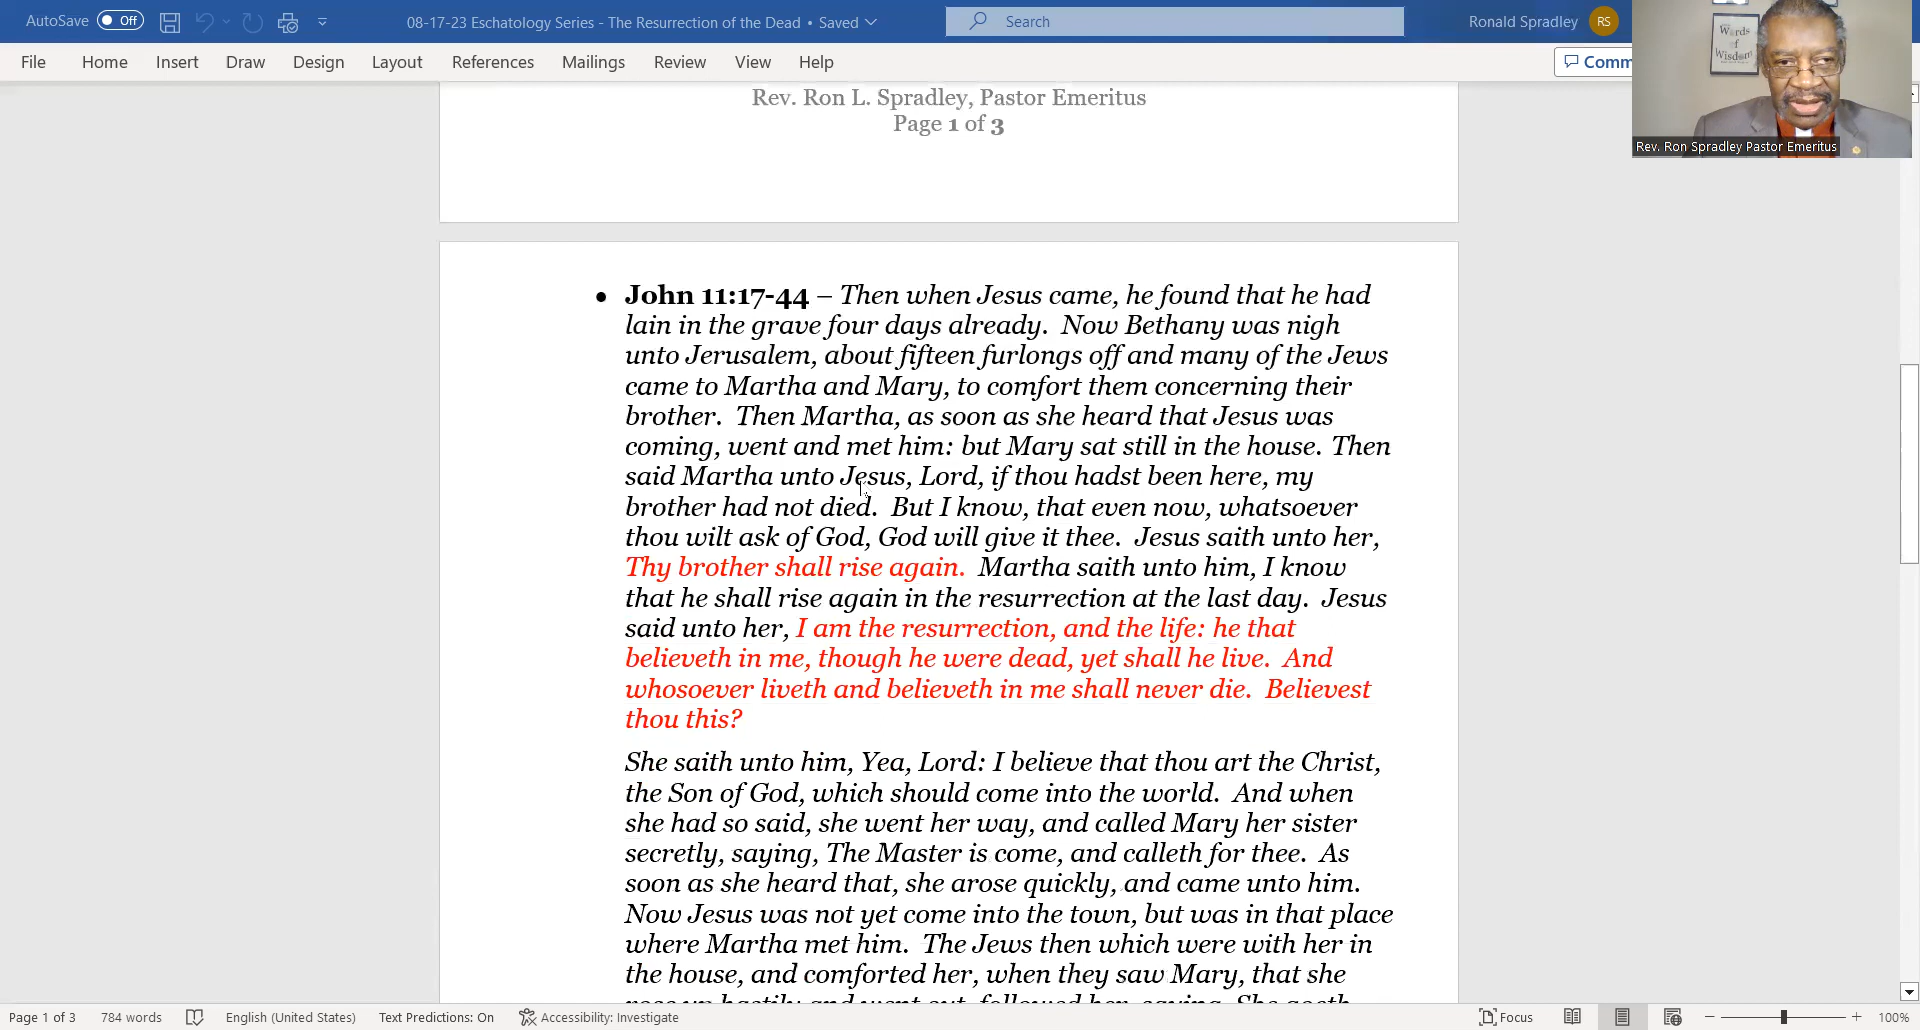 AutoSave Off
08-17-23 Eschatology Series - The Resurrection of the Dead • Saved
Search
Ronald Spradley RS
File Home Insert Draw Design Layout References Mailings Review View Help
Comm
Words
of
Wisdom
Rev. Ron Spradley Pastor Emeritus
Rev. Ron L. Spradley, Pastor Emeritus
Page 1 of 3
• John 11:17-44 – Then when Jesus came, he found that he had
lain in the grave four days already. Now Bethany was nigh
unto Jerusalem, about fifteen furlongs off and many of the Jews
came to Martha and Mary, to comfort them concerning their
brother. Then Martha, as soon as she heard that Jesus was
coming, went and met him: but Mary sat still in the house. Then
said Martha unto Jesus, Lord, if thou hadst been here, my
brother had not died. But I know, that even now, whatsoever
thou wilt ask of God, God will give it thee. Jesus saith unto her,
Thy brother shall rise again. Martha saith unto him, I know
that he shall rise again in the resurrection at the last day. Jesus
said unto her, I am the resurrection, and the life: he that
believeth in me, though he were dead, yet shall he live. And
whosoever liveth and believeth in me shall never die. Believest
thou this?
She saith unto him, Yea, Lord: I believe that thou art the Christ,
the Son of God, which should come into the world. And when
she had so said, she went her way, and called Mary her sister
secretly, saying, The Master is come, and calleth for thee. As
soon as she heard that, she arose quickly, and came unto him.
Now Jesus was not yet come into the town, but was in that place
where Martha met him. The Jews then which were with her in
the house, and comforted her, when they saw Mary, that she
rose up hastily and went out, followed her, saying, She goeth
Page 1 of 3 784 words English (United States) Text Predictions: On Accessibility: Investigate Focus 100%